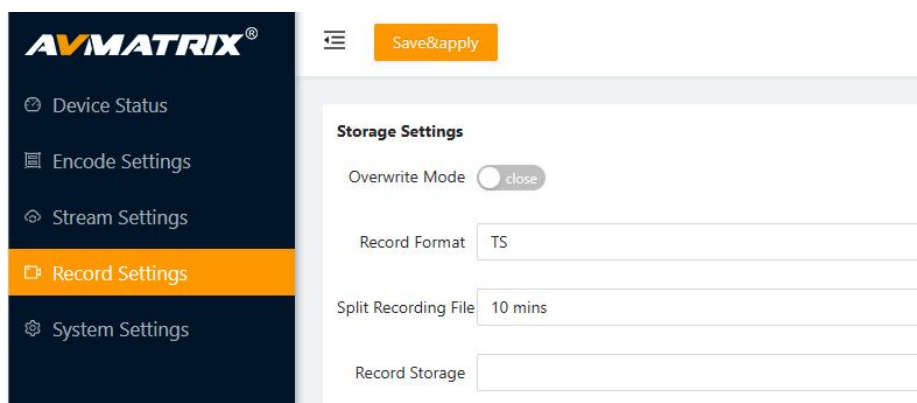 AVMATRIX®
Save&apply
Device Status
Encode Settings
Stream Settings
Record Settings
System Settings
Storage Settings
Overwrite Mode close
Record Format TS
Split Recording File 10 mins
Record Storage